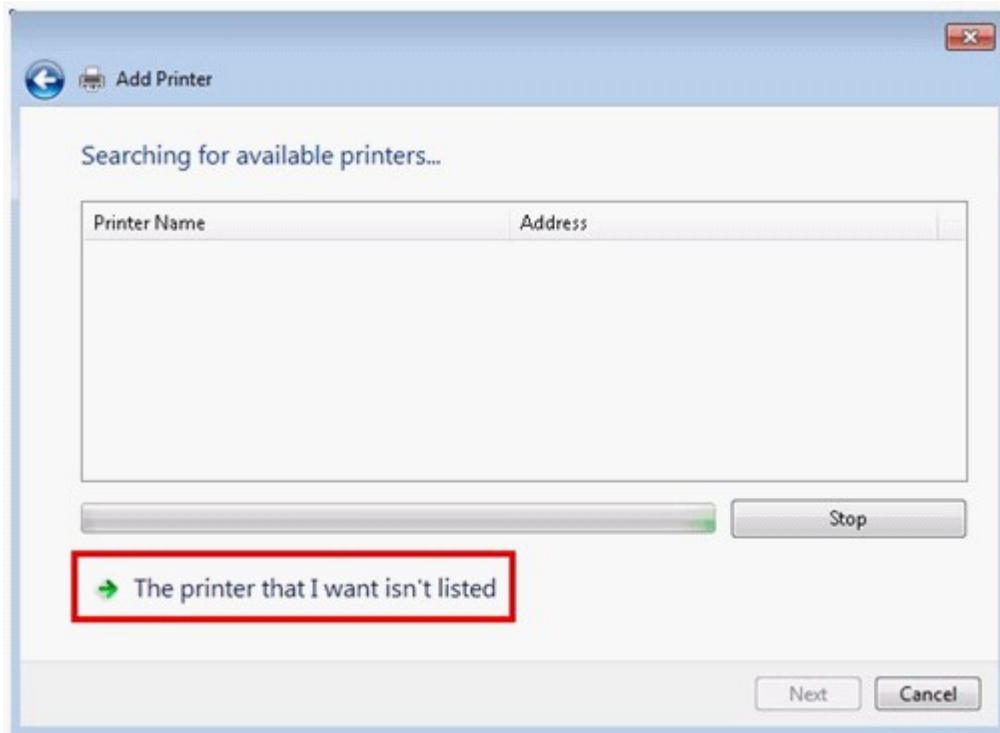 Add Printer
Searching for available printers...
Printer Name Address
Stop
The printer that I want isn't listed
Next Cancel